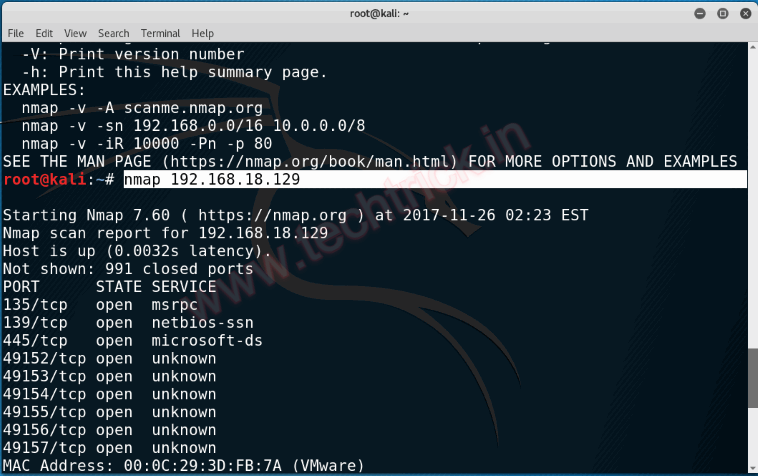 root@kali: ~
File Edit View Search Terminal Help
-V: Print version number
-h: Print this help summary page.
EXAMPLES:
nmap -v -A scanme.nmap.org
nmap -v -sn 192.168.0.0/16 10.0.0.0/8
nmap -v -iR 10000 -Pn -p 80
SEE THE MAN PAGE (https://nmap.org/book/man.html) FOR MORE OPTIONS AND EXAMPLES
root@kali:~# nmap 192.168.18.129
Starting Nmap 7.60 ( https://nmap.org ) at 2017-11-26 02:23 EST
Nmap scan report for 192.168.18.129
Host is up (0.0032s latency).
Not shown: 991 closed ports
PORT STATE SERVICE
135/tcp open msrpc
139/tcp open netbios-ssn
445/tcp open microsoft-ds
49152/tcp open unknown
49153/tcp open unknown
49154/tcp open unknown
49155/tcp open unknown
49156/tcp open unknown
49157/tcp open unknown
MAC Address: 00:0C:29:3D:FB:7A (VMware)
www.techtrick.in